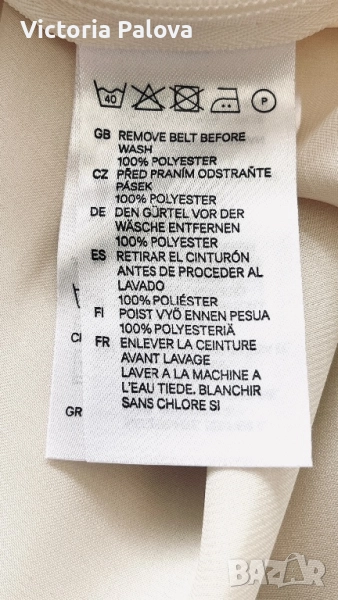 Victoria Palova
40
P
GB REMOVE BELT BEFORE
WASH
100% POLYESTER
CZ PŘED PRANÍM ODSTRAŇTE
PÁSEK
100% POLYESTER
DE DEN GÜRTEL VOR DER
WÄSCHE ENTFERNEN
100% POLYESTER
ES RETIRAR EL CINTURÓN
ANTES DE PROCEDER AL
LAVADO
100% POLIÉSTER
FI POIST VYÖ ENNEN PESUA
100% POLYESTERIÄ
FR ENLEVER LA CEINTURE
AVANT LAVAGE
LAVER A LA MACHINE A
L'EAU TIEDE. BLANCHIR
SANS CHLORE SI
GR
bazar.bg